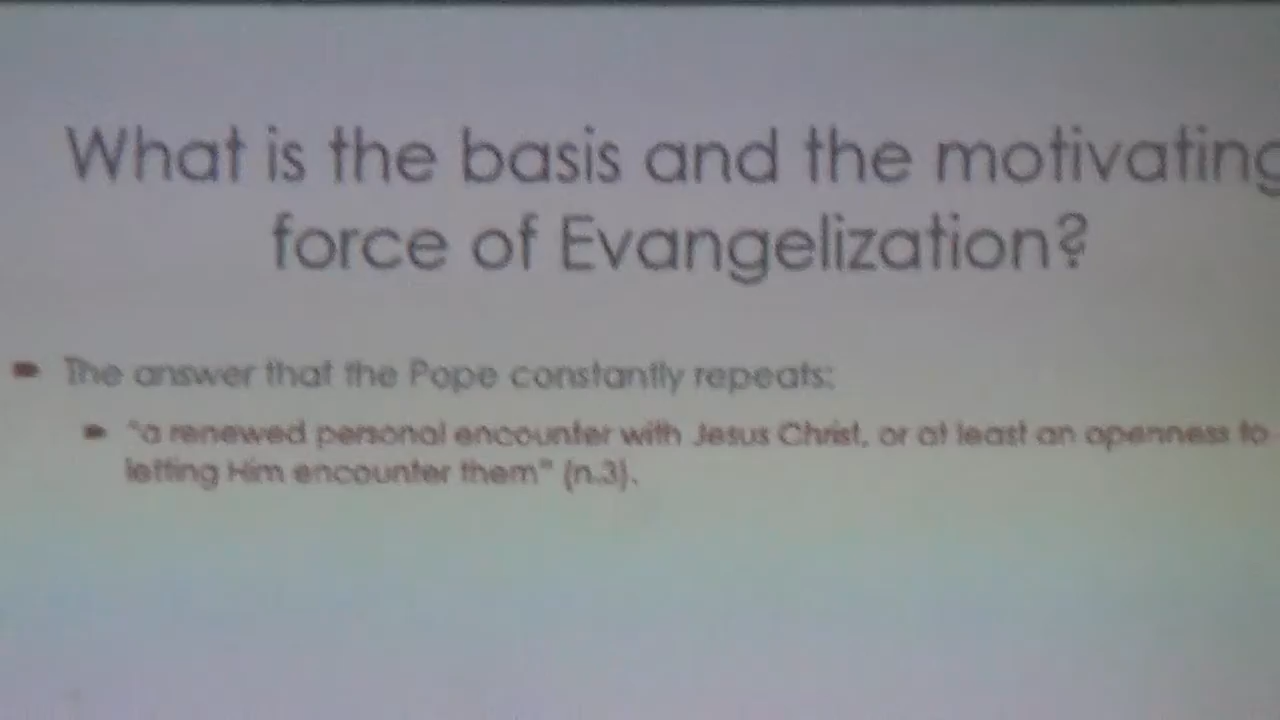 What is the basis and the motivating
force of Evangelization?
The answer that the Pope constantly repeats:
"a renewed personal encounter with Jesus Christ, or at least an openness to
letting Him encounter them" (n.3).